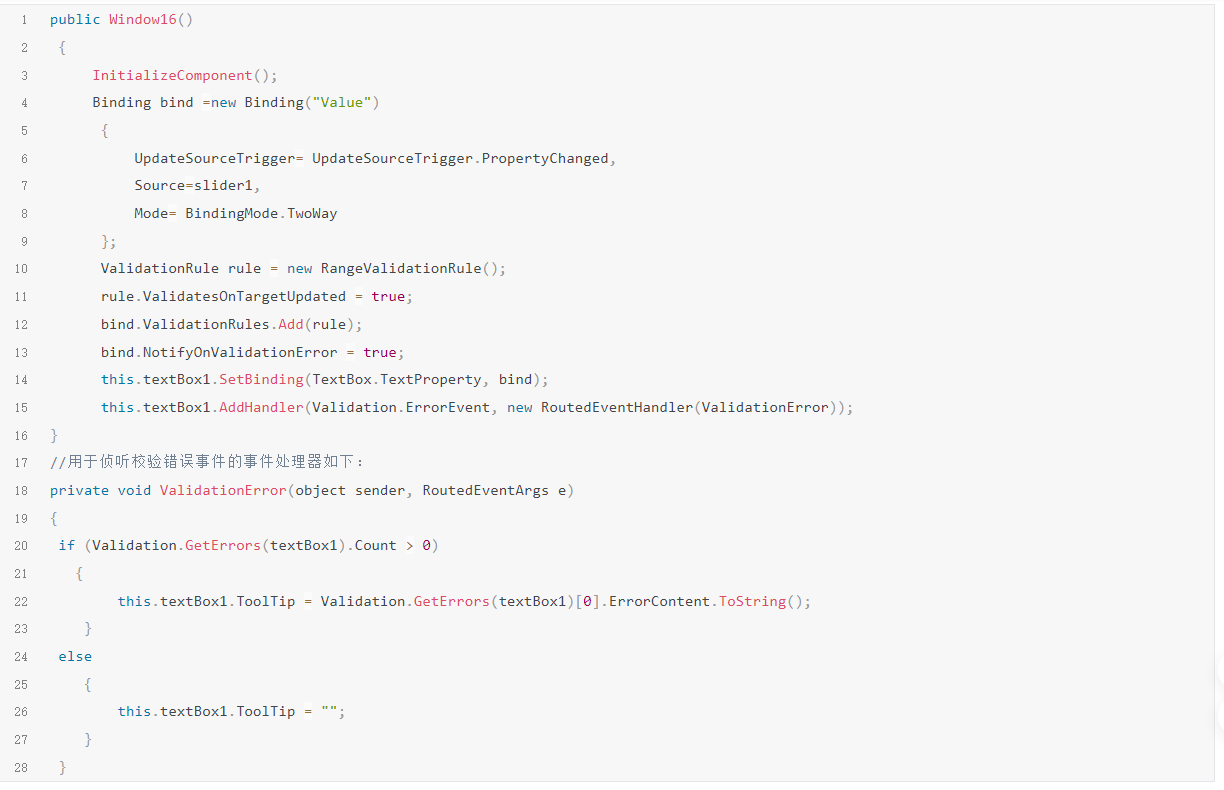 1 public Window16()
2 {
3 InitializeComponent();
4 Binding bind =new Binding("Value")
5 {
6 UpdateSourceTrigger= UpdateSourceTrigger.PropertyChanged,
7 Source=slider1,
8 Mode= BindingMode.TwoWay
9 };
10 ValidationRule rule = new RangeValidationRule();
11 rule.ValidatesOnTargetUpdated = true;
12 bind.ValidationRules.Add(rule);
13 bind.NotifyOnValidationError = true;
14 this.textBox1.SetBinding(TextBox.TextProperty, bind);
15 this.textBox1.AddHandler(Validation.ErrorEvent, new RoutedEventHandler(ValidationError));
16 }
17 //用于侦听校验错误事件的事件处理器如下：
18 private void ValidationError(object sender, RoutedEventArgs e)
19 {
20 if (Validation.GetErrors(textBox1).Count > 0)
21 {
22 this.textBox1.ToolTip = Validation.GetErrors(textBox1)[0].ErrorContent.ToString();
23 }
24 else
25 {
26 this.textBox1.ToolTip = "";
27 }
28 }